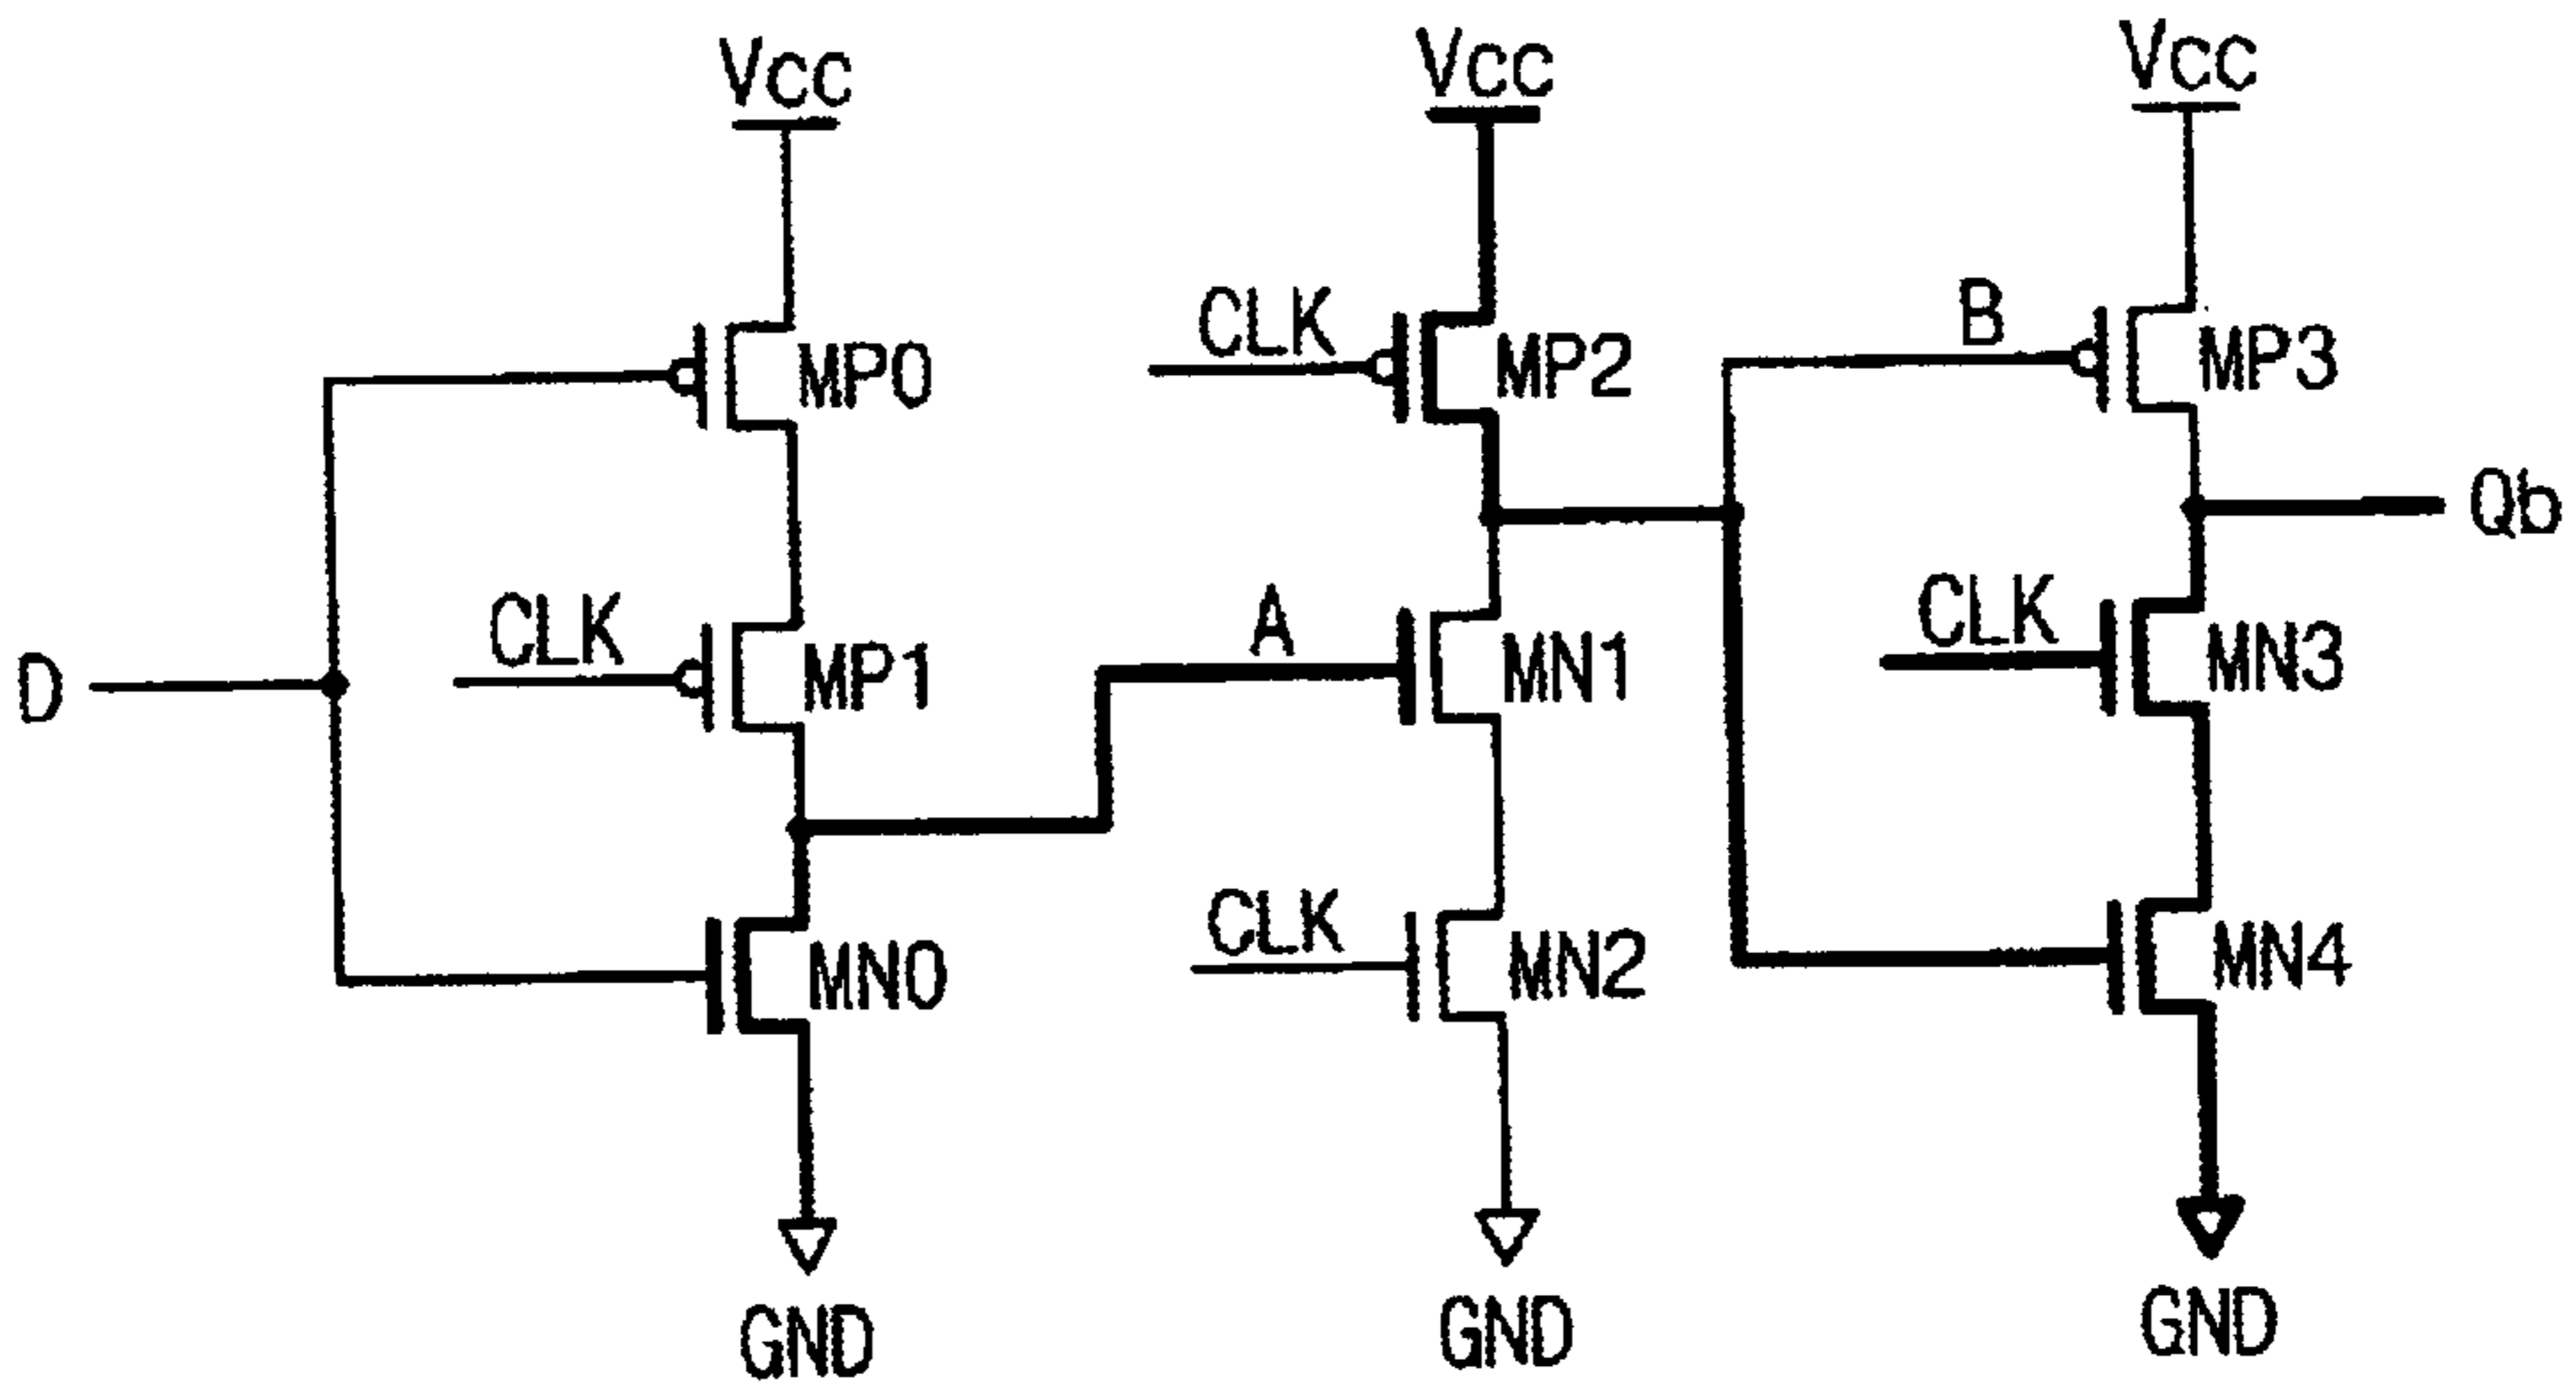 Vcc
Vcc
Vcc
CLK
B
MP0
MP2
MP3
Qb
CLK
A
CLK
D
MP1
MN1
MN3
CLK
MN0
MN2
MN4
GND
GND
GND